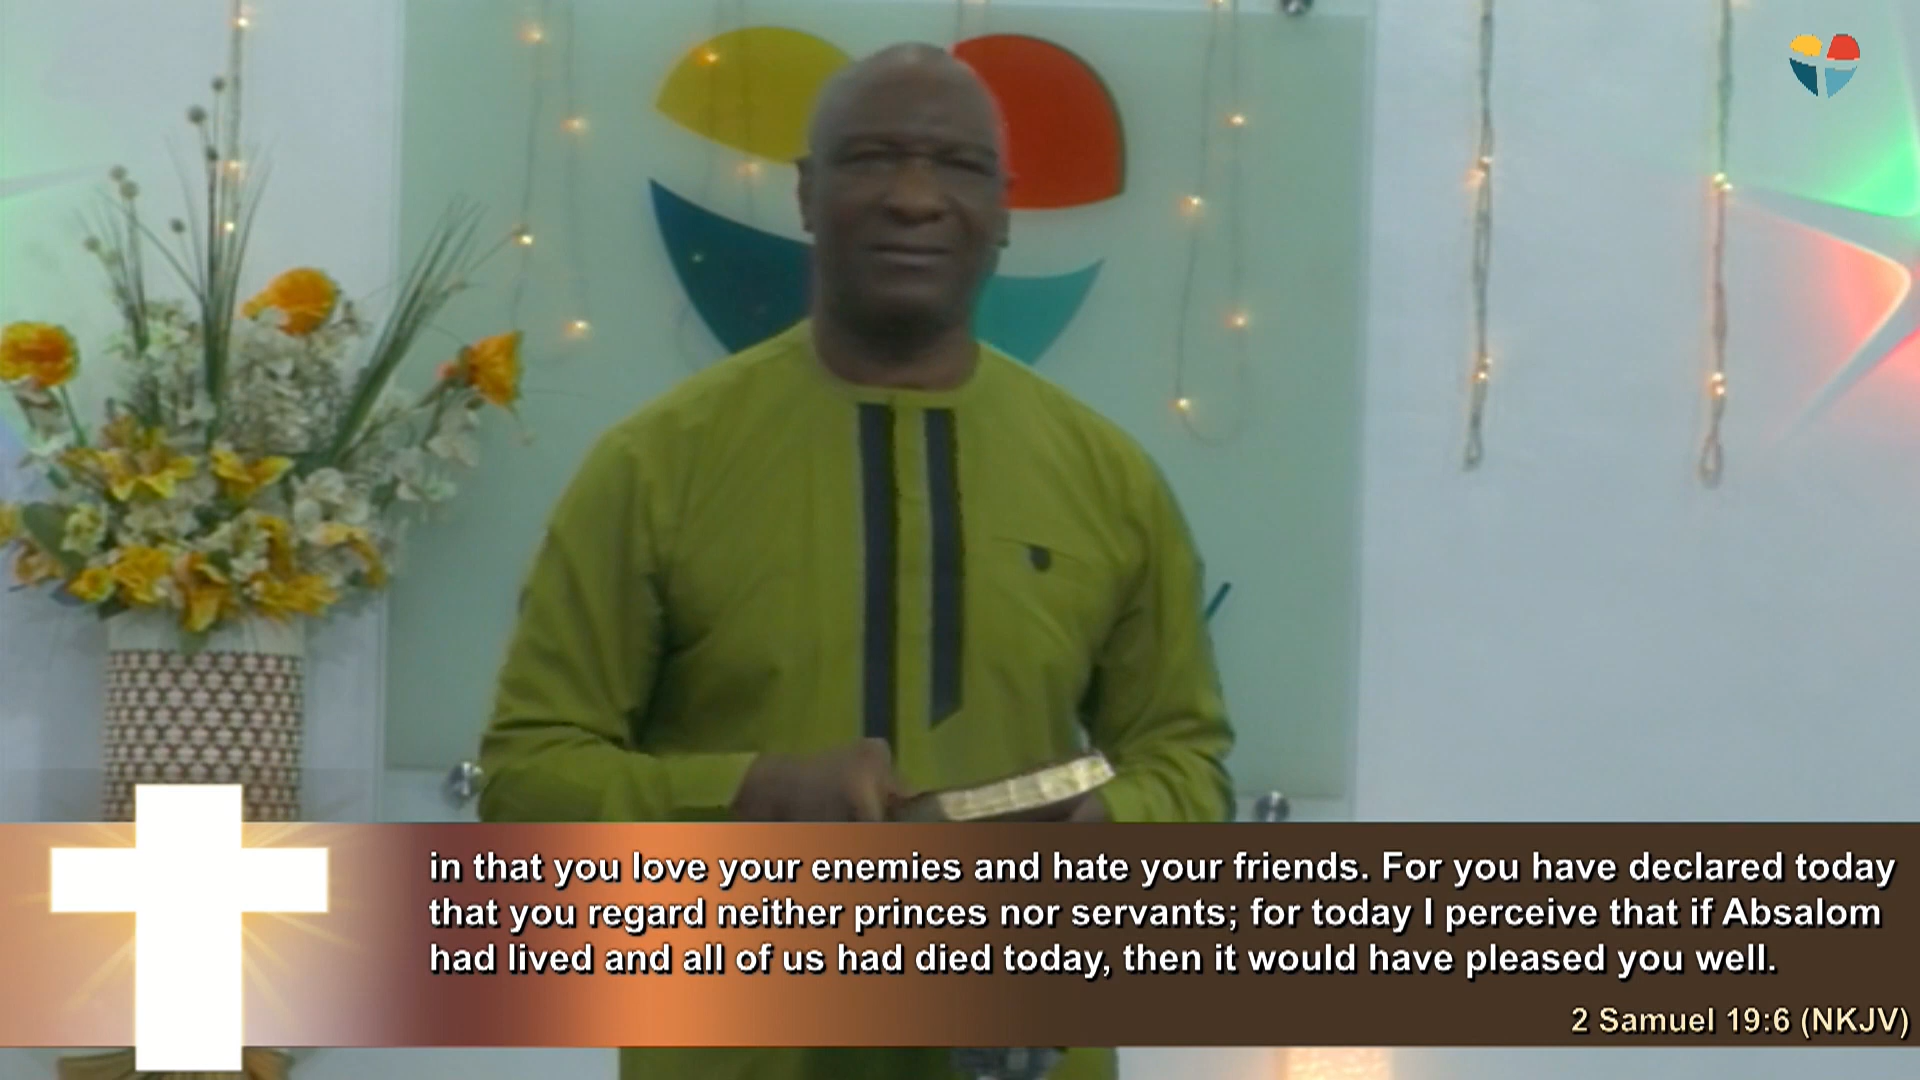 in that you love your enemies and hate your friends. For you have declared today
that you regard neither princes nor servants; for today I perceive that if Absalom
had lived and all of us had died today, then it would have pleased you well.
2 Samuel 19:6 (NKJV)